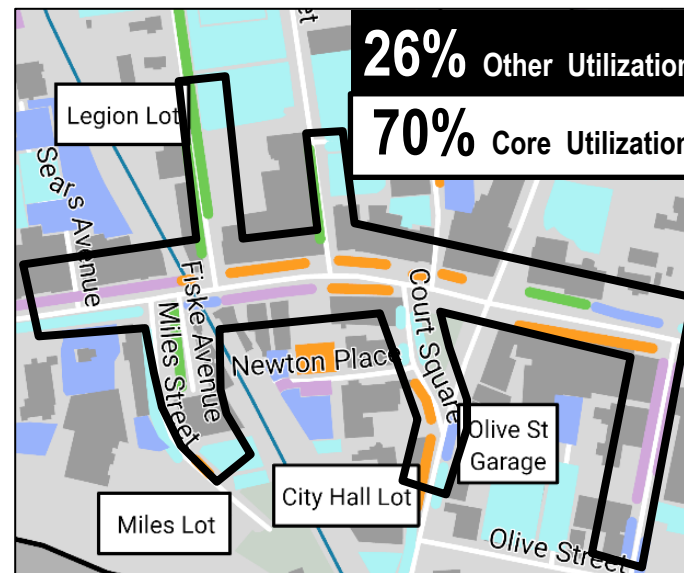 26% Other Utilization
70% Core Utilization
Legion Lot
Sears Avenue
Fiske Avenue
Miles Street
Court Square
Newton Place
Olive St
Garage
City Hall Lot
Miles Lot
Olive Street